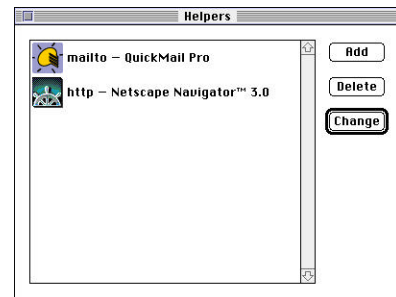 Helpers
mailto – QuickMail Pro
http – Netscape Navigator™ 3.0
Add
Delete
Change